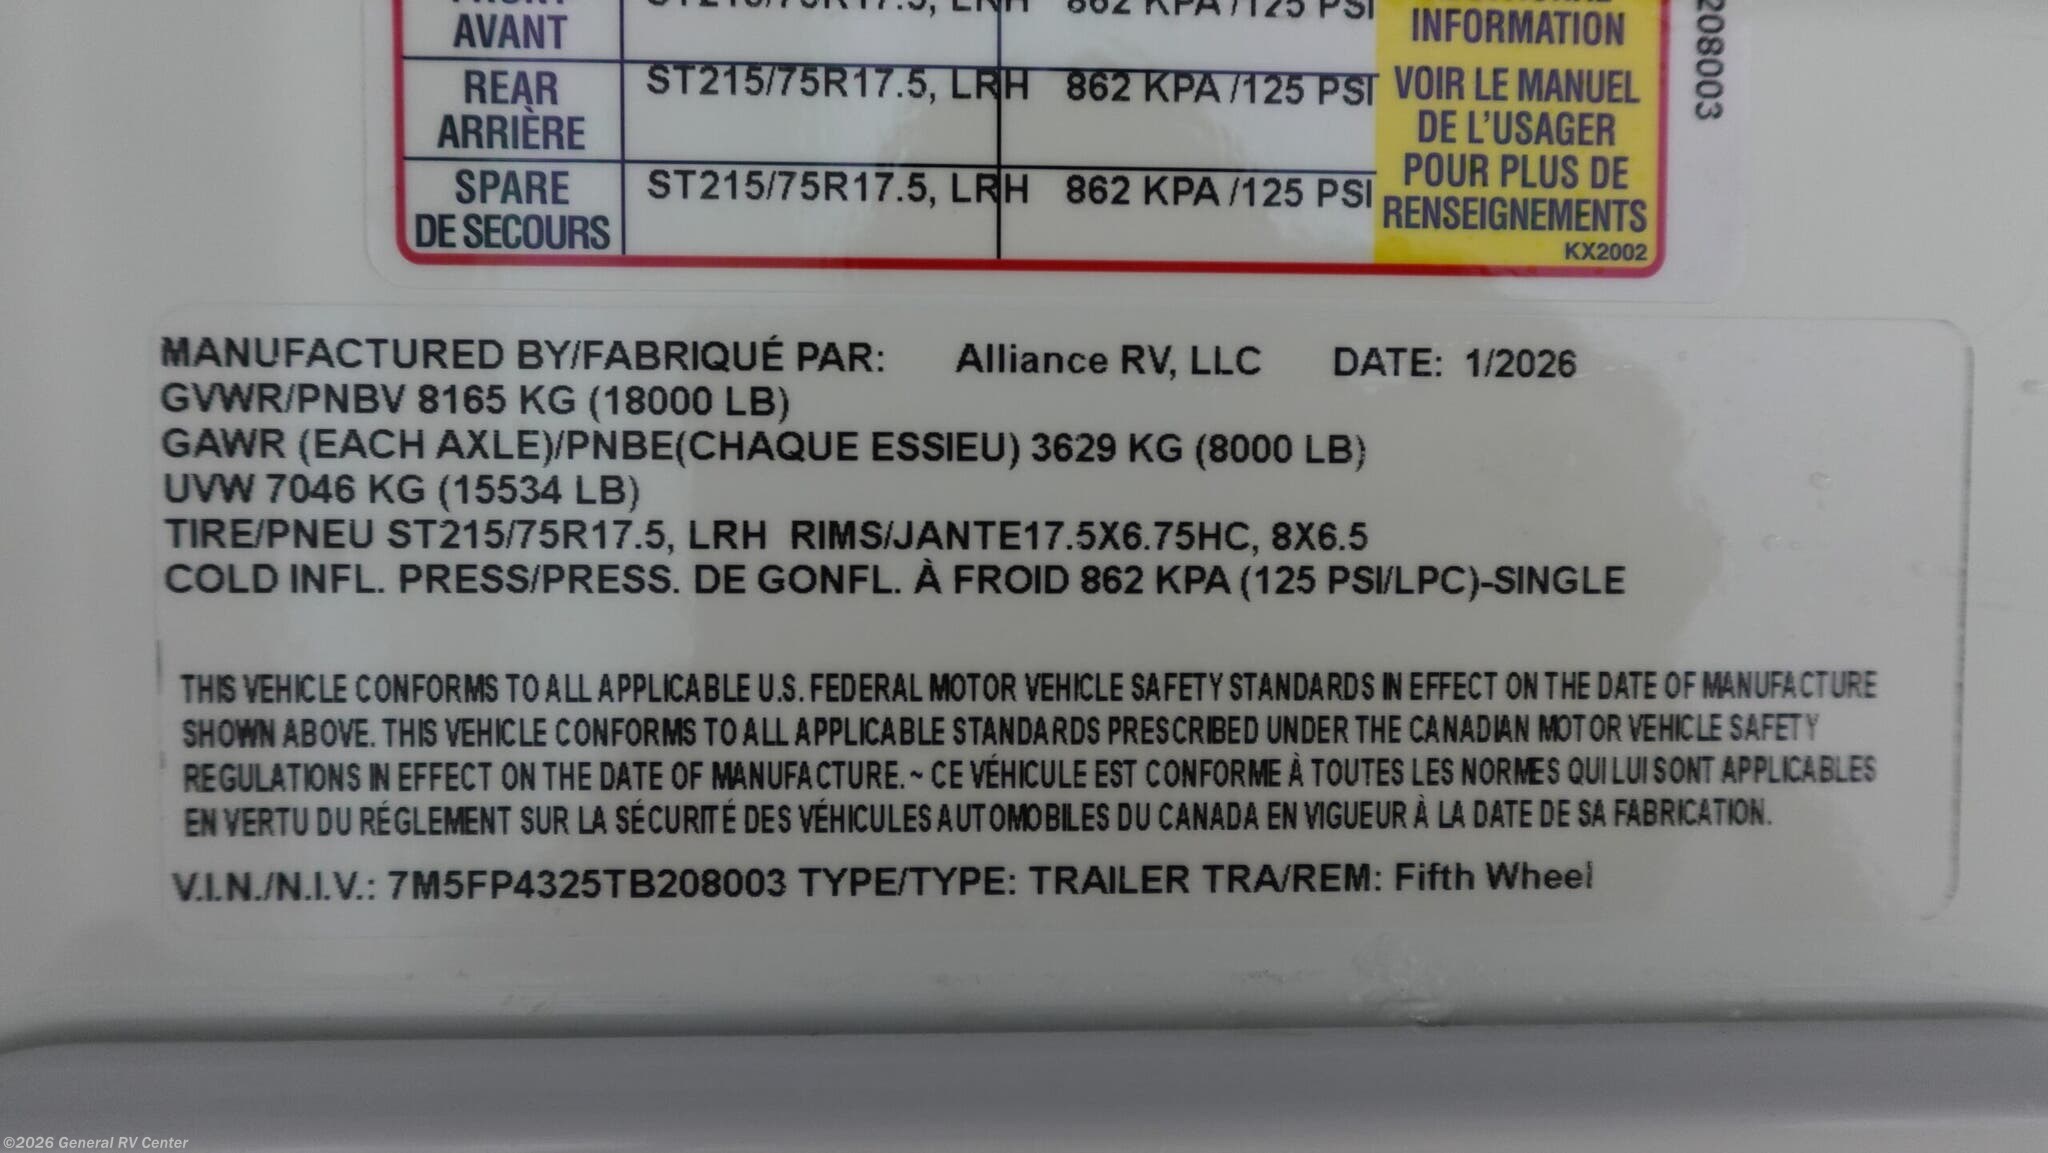 FRONT
AVANT
ST215/75R17.5, LRH 862 KPA /125 PSI
INFORMATION
REAR
ARRIÈRE
ST215/75R17.5, LRH 862 KPA /125 PSI
VOIR LE MANUEL
DE L'USAGER
POUR PLUS DE
RENSEIGNEMENTS
KX2002
SPARE
DE SECOURS
ST215/75R17.5, LRH 862 KPA /125 PSI
208003
MANUFACTURED BY/FABRIQUÉ PAR: Alliance RV, LLC DATE: 1/2026
GVWR/PNBV 8165 KG (18000 LB)
GAWR (EACH AXLE)/PNBE(CHAQUE ESSIEU) 3629 KG (8000 LB)
UVW 7046 KG (15534 LB)
TIRE/PNEU ST215/75R17.5, LRH RIMS/JANTE17.5X6.75HC, 8X6.5
COLD INFL. PRESS/PRESS. DE GONFL. À FROID 862 KPA (125 PSI/LPC)-SINGLE
THIS VEHICLE CONFORMS TO ALL APPLICABLE U.S. FEDERAL MOTOR VEHICLE SAFETY STANDARDS IN EFFECT ON THE DATE OF MANUFACTURE
SHOWN ABOVE. THIS VEHICLE CONFORMS TO ALL APPLICABLE STANDARDS PRESCRIBED UNDER THE CANADIAN MOTOR VEHICLE SAFETY
REGULATIONS IN EFFECT ON THE DATE OF MANUFACTURE. ~ CE VÉHICULE EST CONFORME À TOUTES LES NORMES QUI LUI SONT APPLICABLES
EN VERTU DU RÉGLEMENT SUR LA SÉCURITÉ DES VÉHICULES AUTOMOBILES DU CANADA EN VIGUEUR À LA DATE DE SA FABRICATION.
V.I.N./N.I.V.: 7M5FP4325TB208003 TYPE/TYPE: TRAILER TRA/REM: Fifth Wheel
©2026 General RV Center